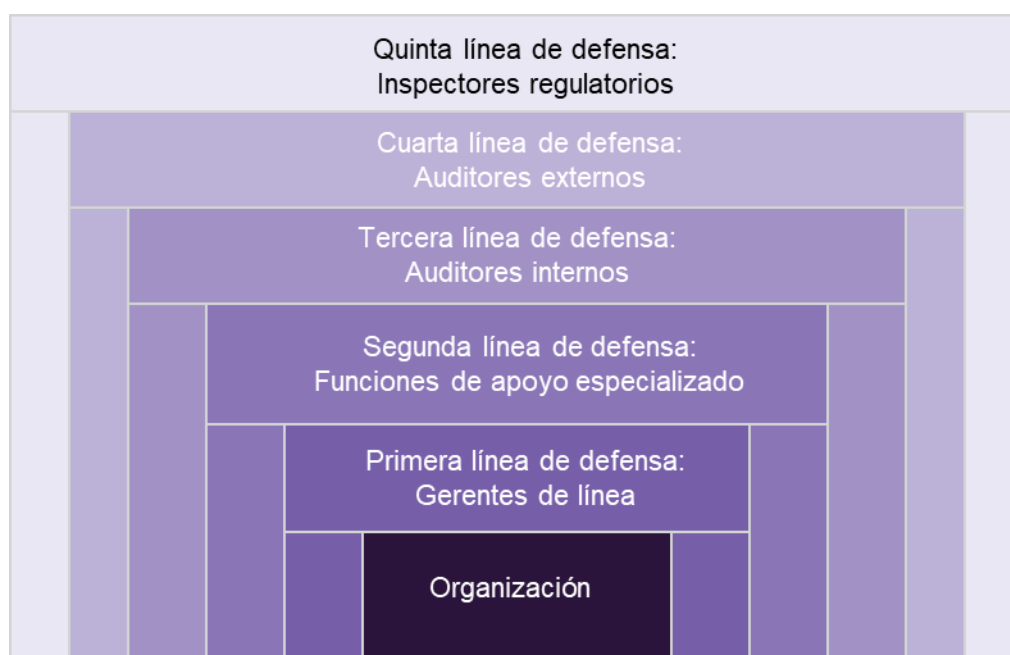 Quinta línea de defensa:
Inspectores regulatorios
Cuarta línea de defensa:
Auditores externos
Tercera línea de defensa:
Auditores internos
Segunda línea de defensa:
Funciones de apoyo especializado
Primera línea de defensa:
Gerentes de línea
Organización